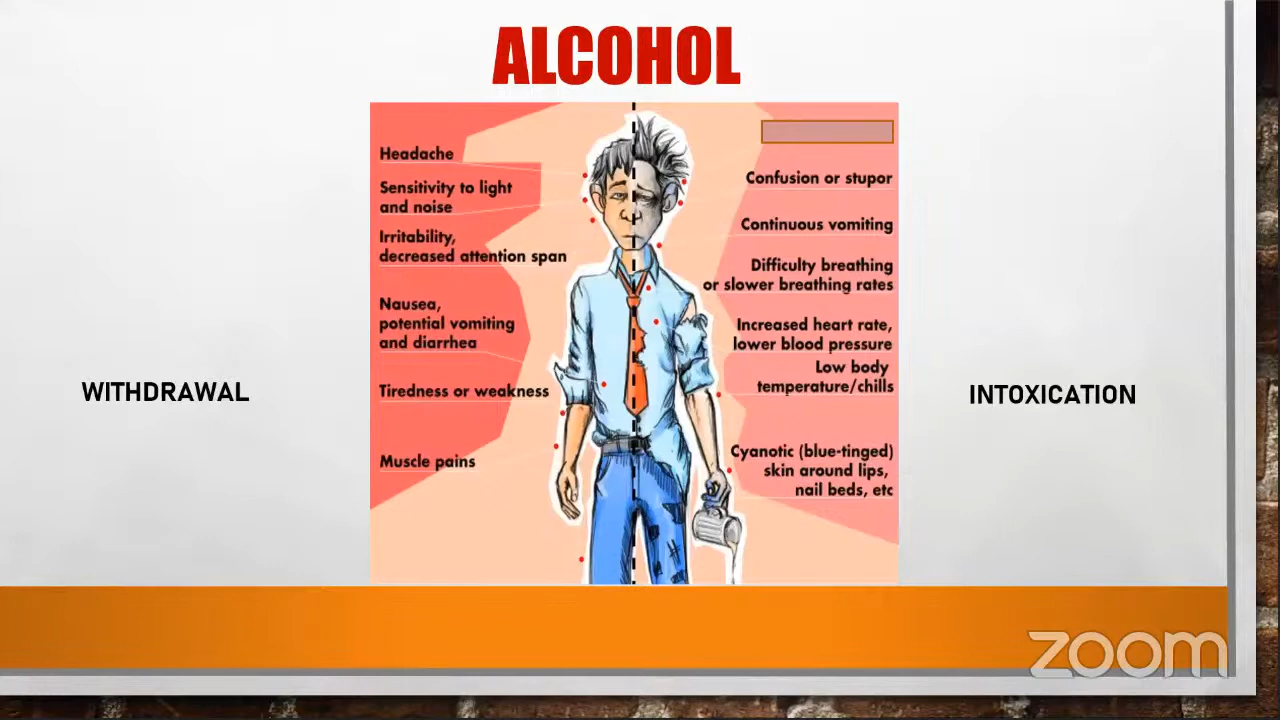 ALCOHOL
Headache
Sensitivity to light
and noise
Irritability,
decreased attention span
Nausea,
potential vomiting
and diarrhea
Tiredness or weakness
Muscle pains
Confusion or stupor
Continuous vomiting
Difficulty breathing
or slower breathing rates
Increased heart rate,
lower blood pressure
Low body
temperature/chills
Cyanotic (blue-tinged)
skin around lips,
nail beds, etc
WITHDRAWAL
INTOXICATION
zoom